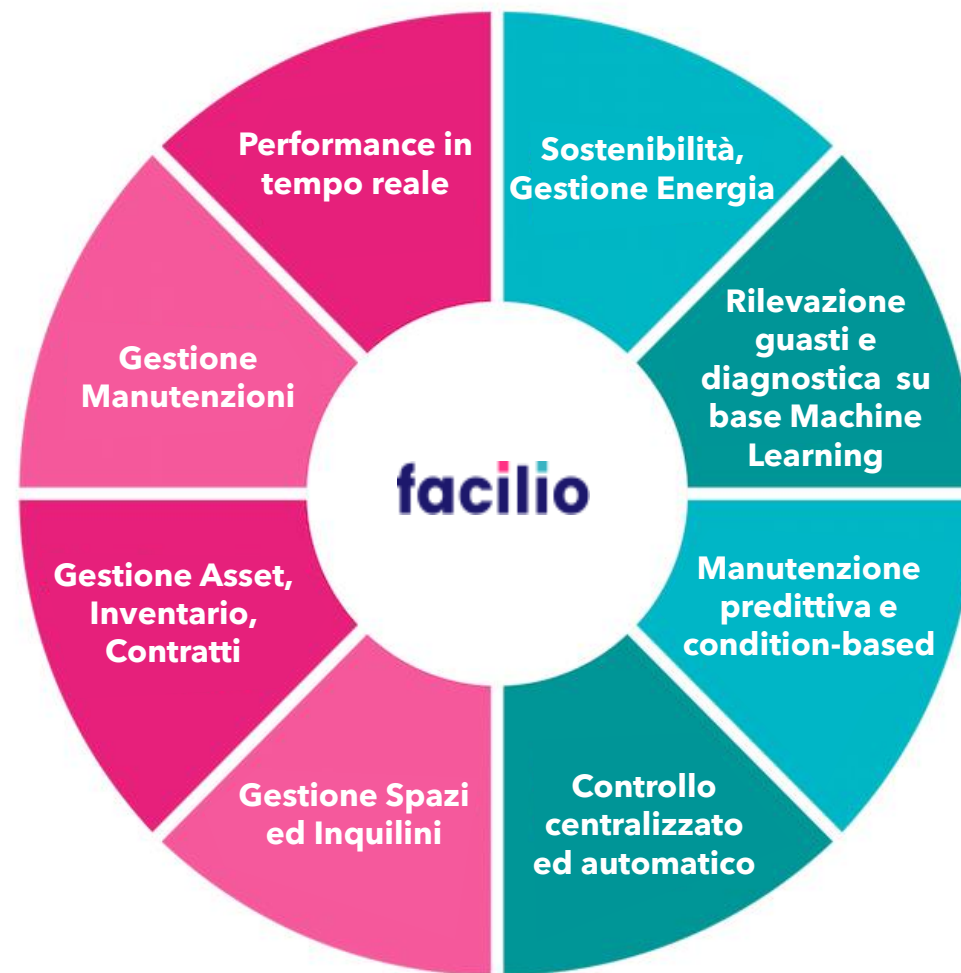 Performance in
tempo reale
Sostenibilità,
Gestione Energia
Rilevazione
guasti e
diagnostica su
base Machine
Learning
Manutenzione
predittiva e
condition-based
Controllo
centralizzato
ed automatico
Gestione Spazi
ed Inquilini
Gestione Asset,
Inventario,
Contratti
Gestione
Manutenzioni
facilio